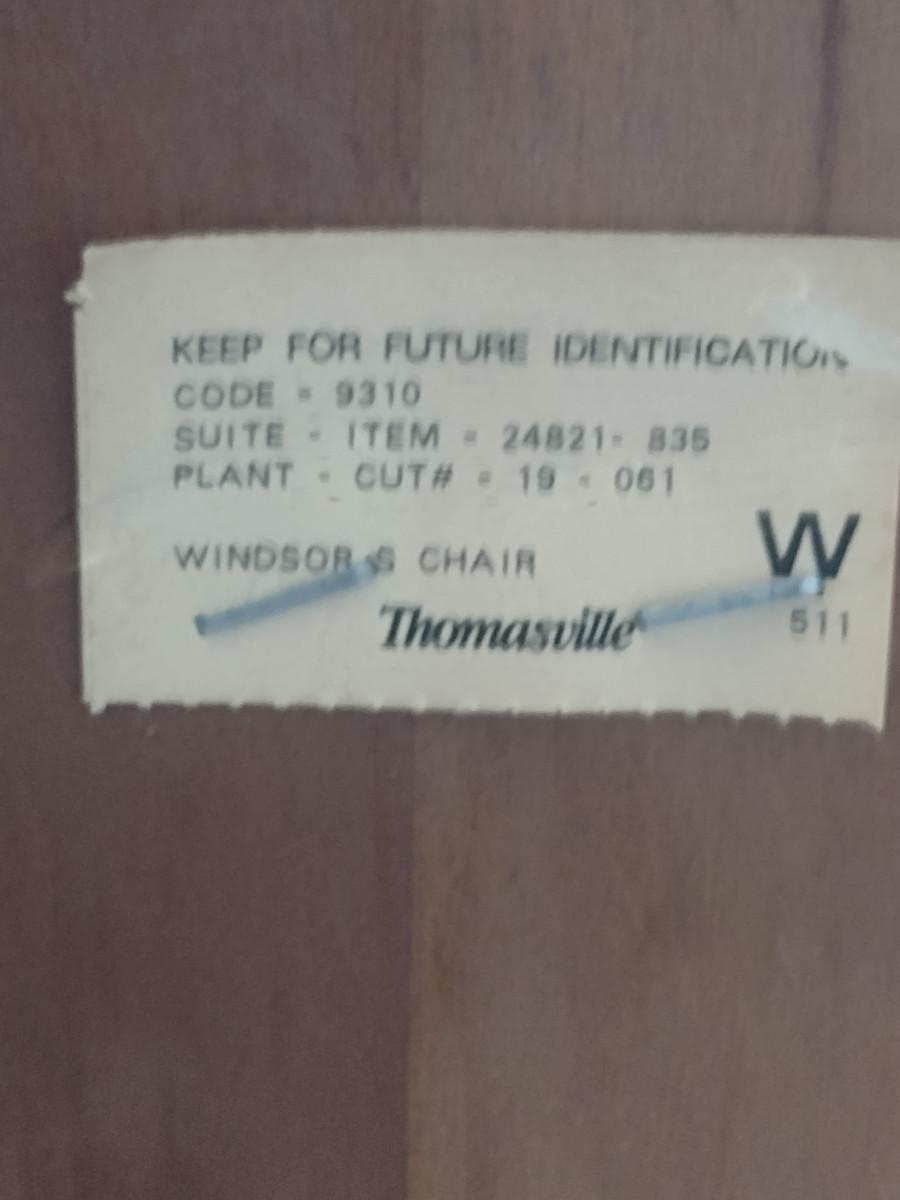 KEEP FOR FUTURE IDENTIFICATION
CODE = 9310
SUITE - ITEM = 24821- 835
PLANT - CUT# = 19 - 061
WINDSOR S CHAIR
W
Thomasville
511